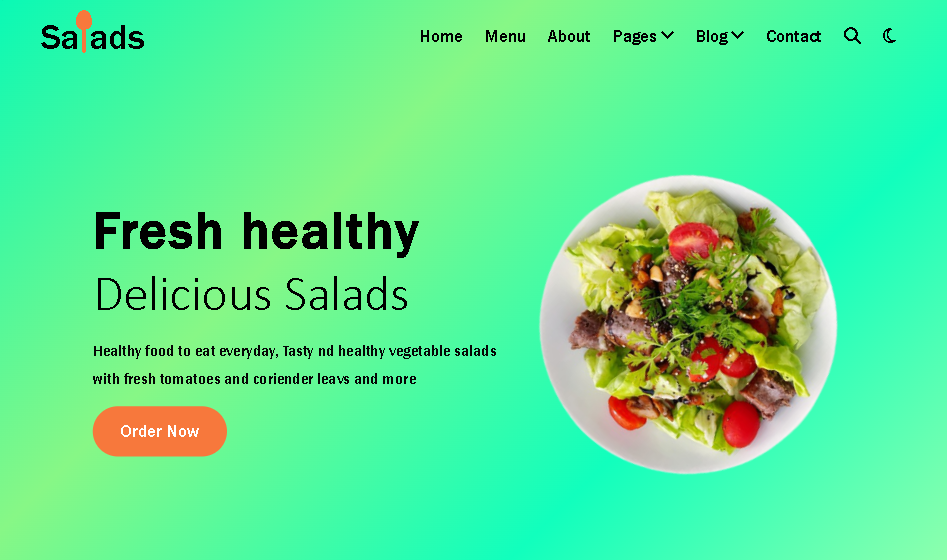 Salads
Home Menu About Pages Blog Contact
Fresh healthy
Delicious Salads
Healthy food to eat everyday, Tasty nd healthy vegetable salads
with fresh tomatoes and coriender leavs and more
Order Now